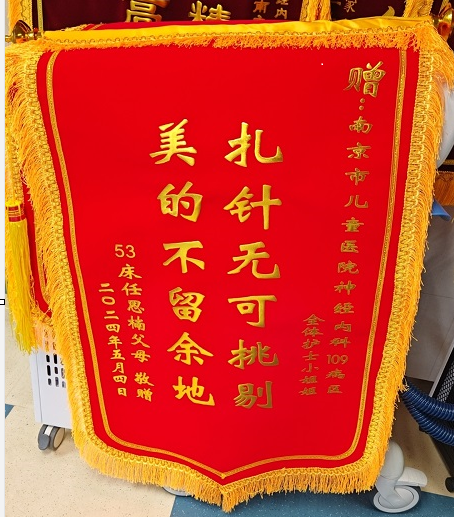 高 精
赠:南京市儿童医院神经内科109病区
全体护士小姐姐
扎针无可挑剔
美的不留余地
53床任思楠父母 敬赠
二〇二四年五月四日